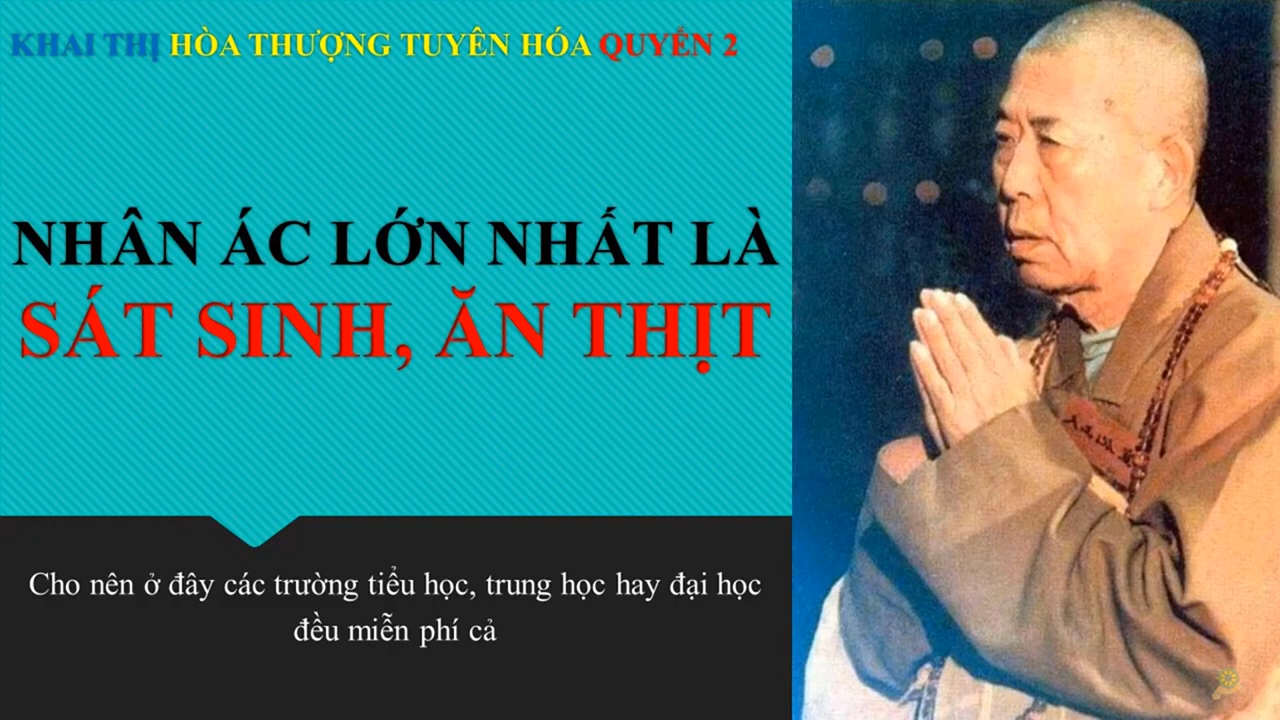 KHAI THỊ HÒA THƯỢNG TUYÊN HÓA QUYỂN 2
NHÂN ÁC LỚN NHẤT LÀ
SÁT SINH, ĂN THỊT
Cho nên ở đây các trường tiểu học, trung học hay đại học
đều miễn phí cả